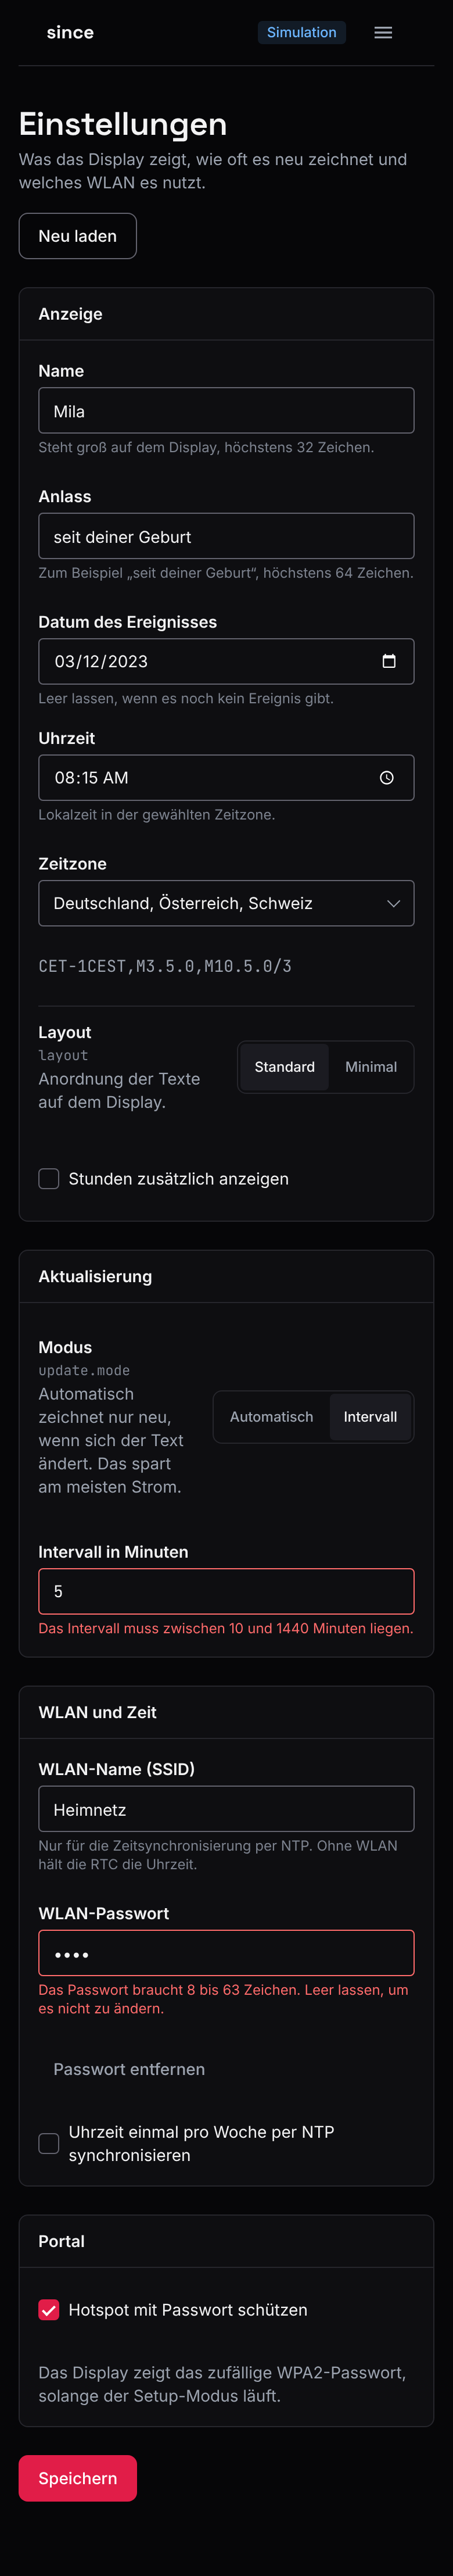 since
Simulation
Einstellungen
Was das Display zeigt, wie oft es neu zeichnet und
welches WLAN es nutzt.
Neu laden
Anzeige
Name
Mila
Steht groß auf dem Display, höchstens 32 Zeichen.
Anlass
seit deiner Geburt
Zum Beispiel „seit deiner Geburt“, höchstens 64 Zeichen.
Datum des Ereignisses
03/12/2023
Leer lassen, wenn es noch kein Ereignis gibt.
Uhrzeit
08:15 AM
Lokalzeit in der gewählten Zeitzone.
Zeitzone
Deutschland, Österreich, Schweiz
CET-1CEST,M3.5.0,M10.5.0/3
Layout
layout
Anordnung der Texte
auf dem Display.
Standard
Minimal
Stunden zusätzlich anzeigen
Aktualisierung
Modus
update.mode
Automatisch
zeichnet nur neu,
wenn sich der Text
ändert. Das spart
am meisten Strom.
Automatisch
Intervall
Intervall in Minuten
5
Das Intervall muss zwischen 10 und 1440 Minuten liegen.
WLAN und Zeit
WLAN-Name (SSID)
Heimnetz
Nur für die Zeitsynchronisierung per NTP. Ohne WLAN
hält die RTC die Uhrzeit.
WLAN-Passwort
••••
Das Passwort braucht 8 bis 63 Zeichen. Leer lassen, um
es nicht zu ändern.
Passwort entfernen
Uhrzeit einmal pro Woche per NTP
synchronisieren
Portal
Hotspot mit Passwort schützen
Das Display zeigt das zufällige WPA2-Passwort,
solange der Setup-Modus läuft.
Speichern